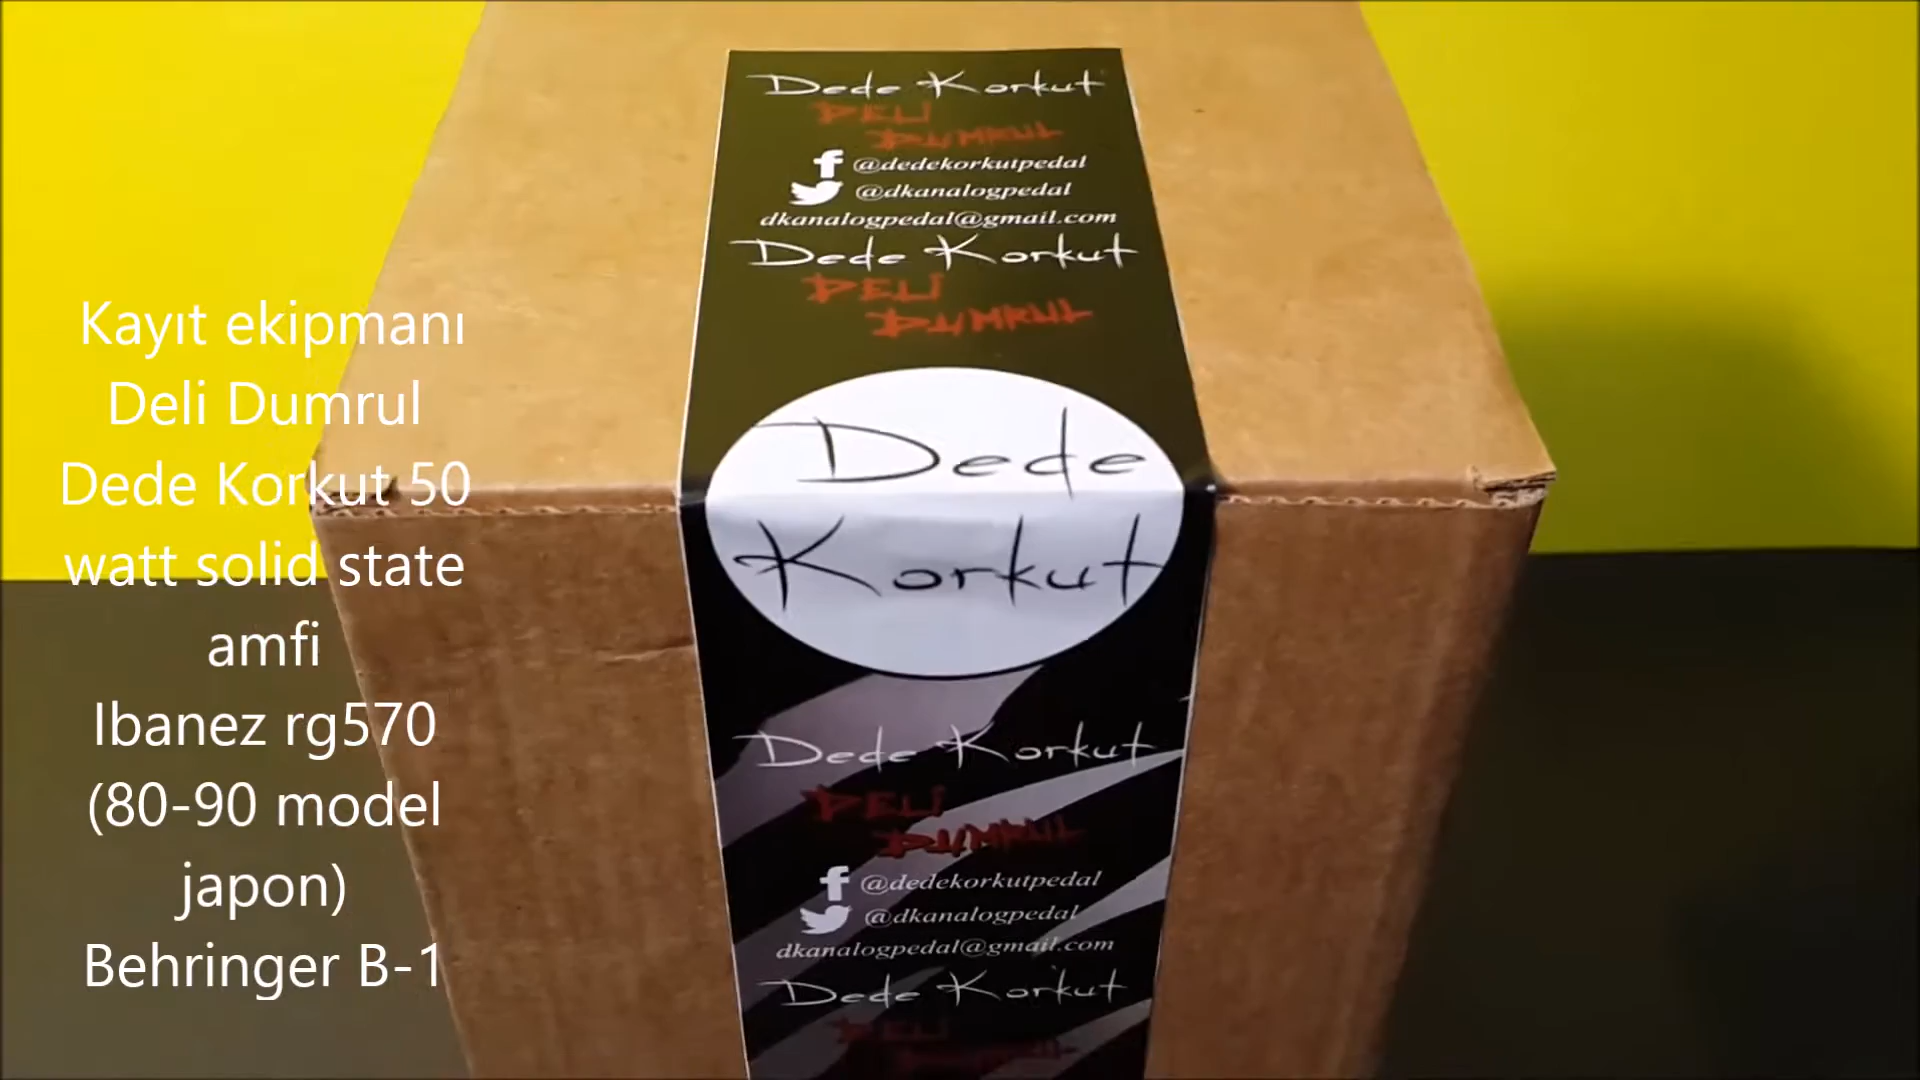 Kayıt ekipmanı
Deli Dumrul
Dede Korkut 50
watt solid state
amfi
Ibanez rg570
(80-90 model
japon)
Behringer B-1
Dede Korkut
DELİ
DUMRUL
@dedekorkutpedal
@dkanalogpedal
dkanalogpedal@gmail.com
Dede Korkut
DELİ
DUMRUL
Dede
Korkut
Dede Korkut
DELİ
DUMRUL
@dedekorkutpedal
@dkanalogpedal
dkanalogpedal@gmail.com
Dede Korkut
DELİ
DUMRUL